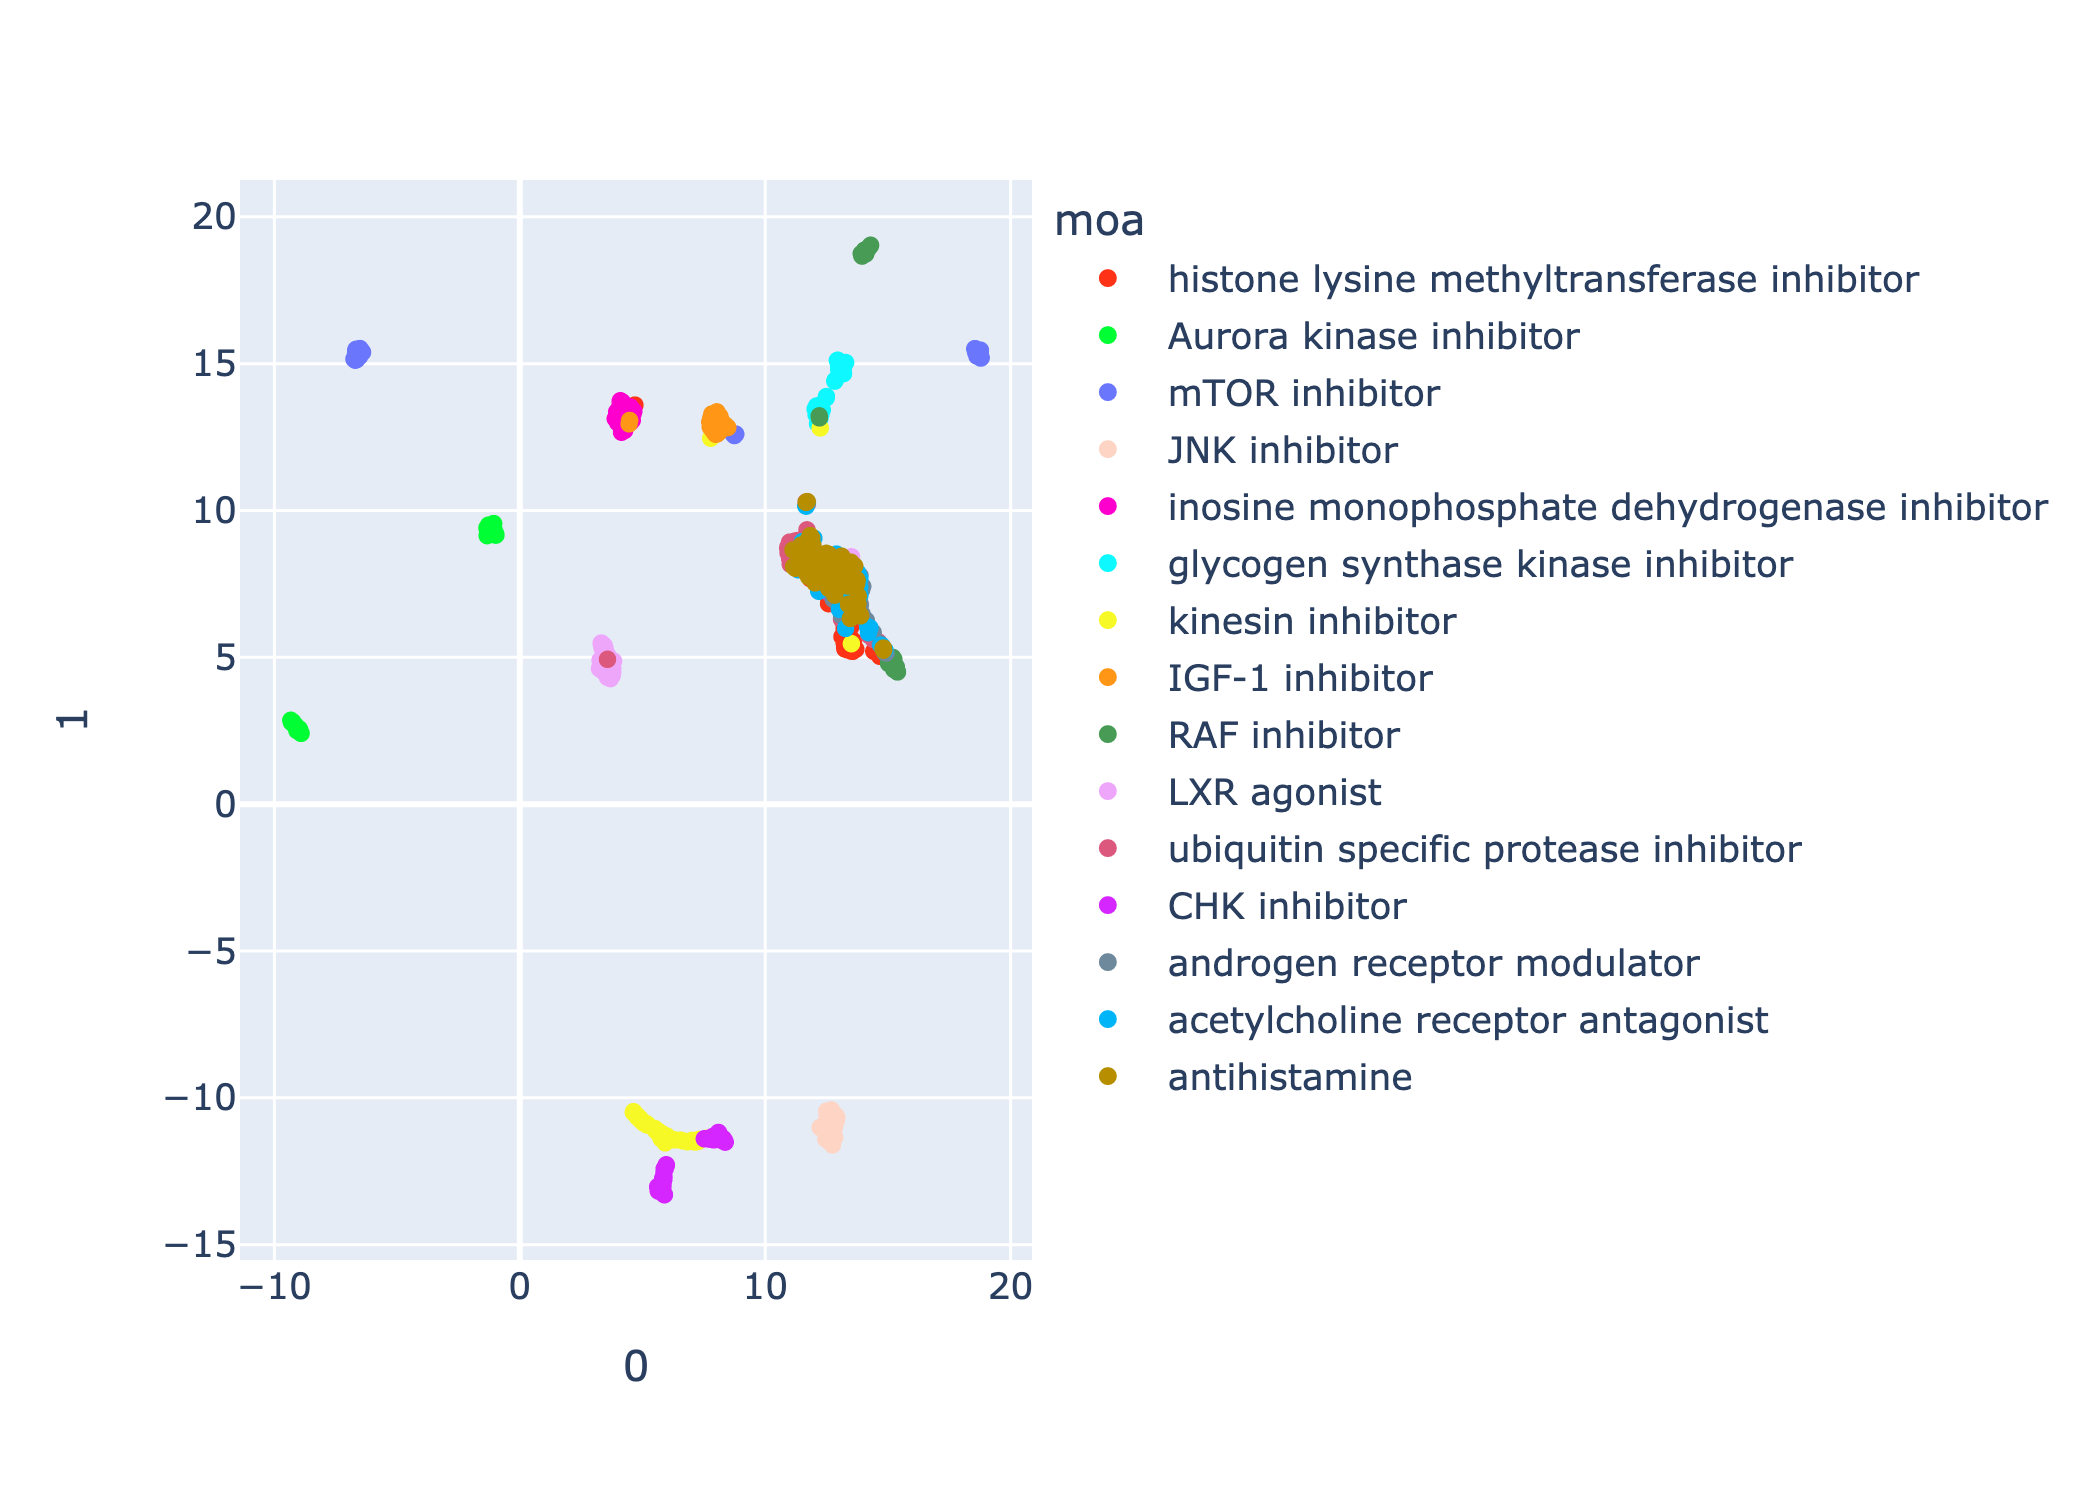 moa
histone lysine methyltransferase inhibitor
Aurora kinase inhibitor
mTOR inhibitor
JNK inhibitor
inosine monophosphate dehydrogenase inhibitor
glycogen synthase kinase inhibitor
kinesin inhibitor
IGF-1 inhibitor
RAF inhibitor
LXR agonist
ubiquitin specific protease inhibitor
CHK inhibitor
androgen receptor modulator
acetylcholine receptor antagonist
antihistamine
20
15
10
5
0
−5
−10
−15
1
−10 0 10 20
0